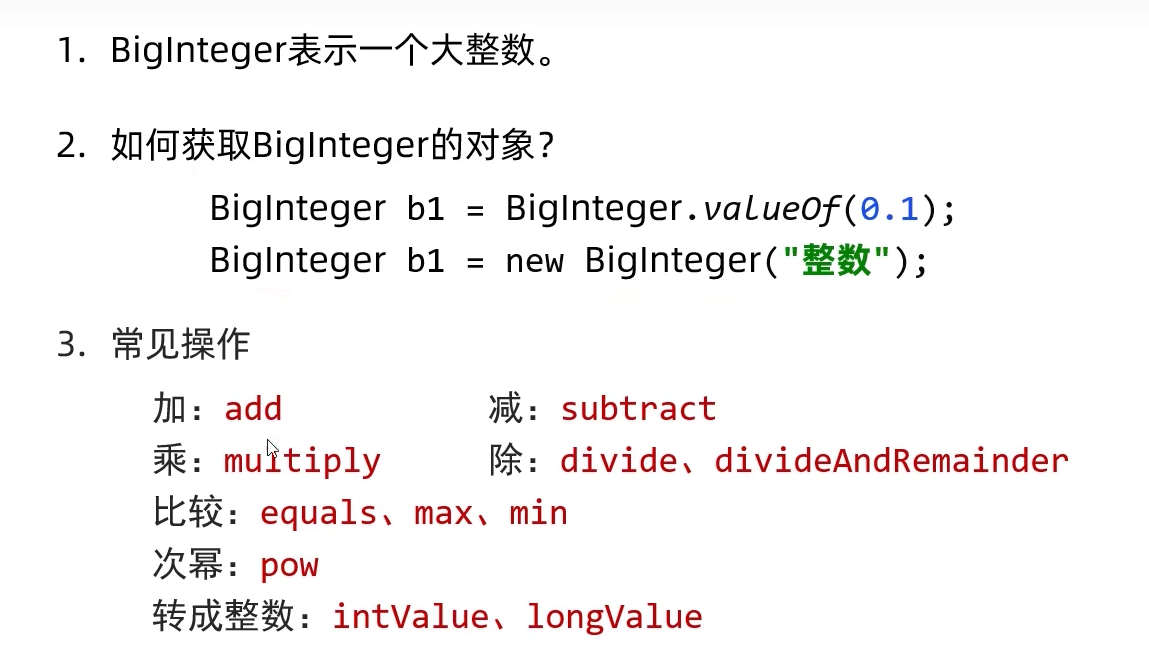 1. BigInteger表示一个大整数。
2. 如何获取BigInteger的对象？
BigInteger b1 = BigInteger.valueOf(0.1);
BigInteger b1 = new BigInteger("整数");
3. 常见操作
加：add 减：subtract
乘：multiply 除：divide、divideAndRemainder
比较：equals、max、min
次幂：pow
转成整数：intValue、longValue